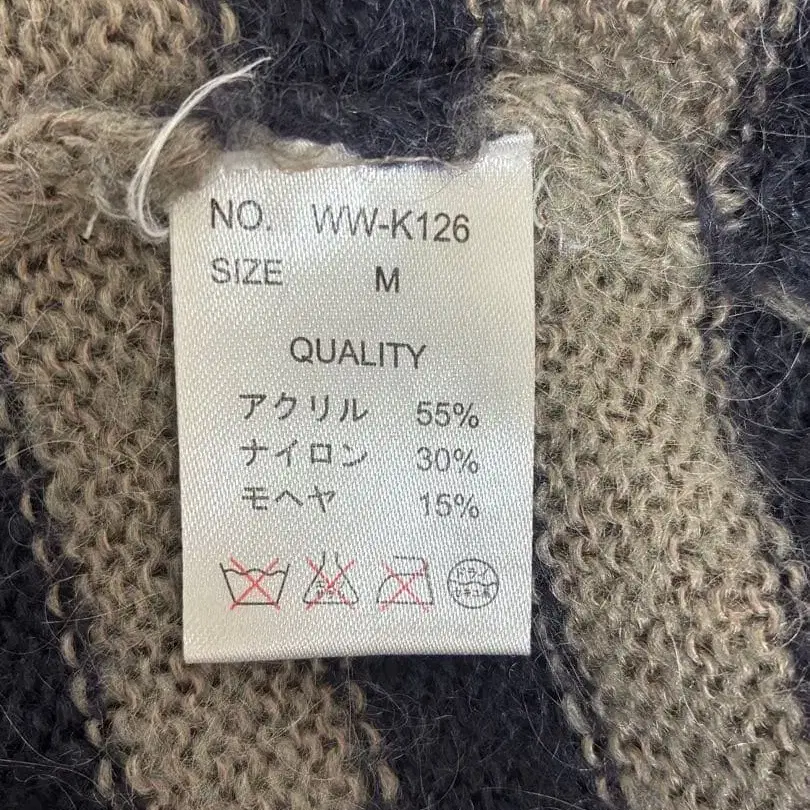 NO. WW-K126
SIZE M
QUALITY
アクリル 55%
ナイロン 30%
モヘヤ 15%